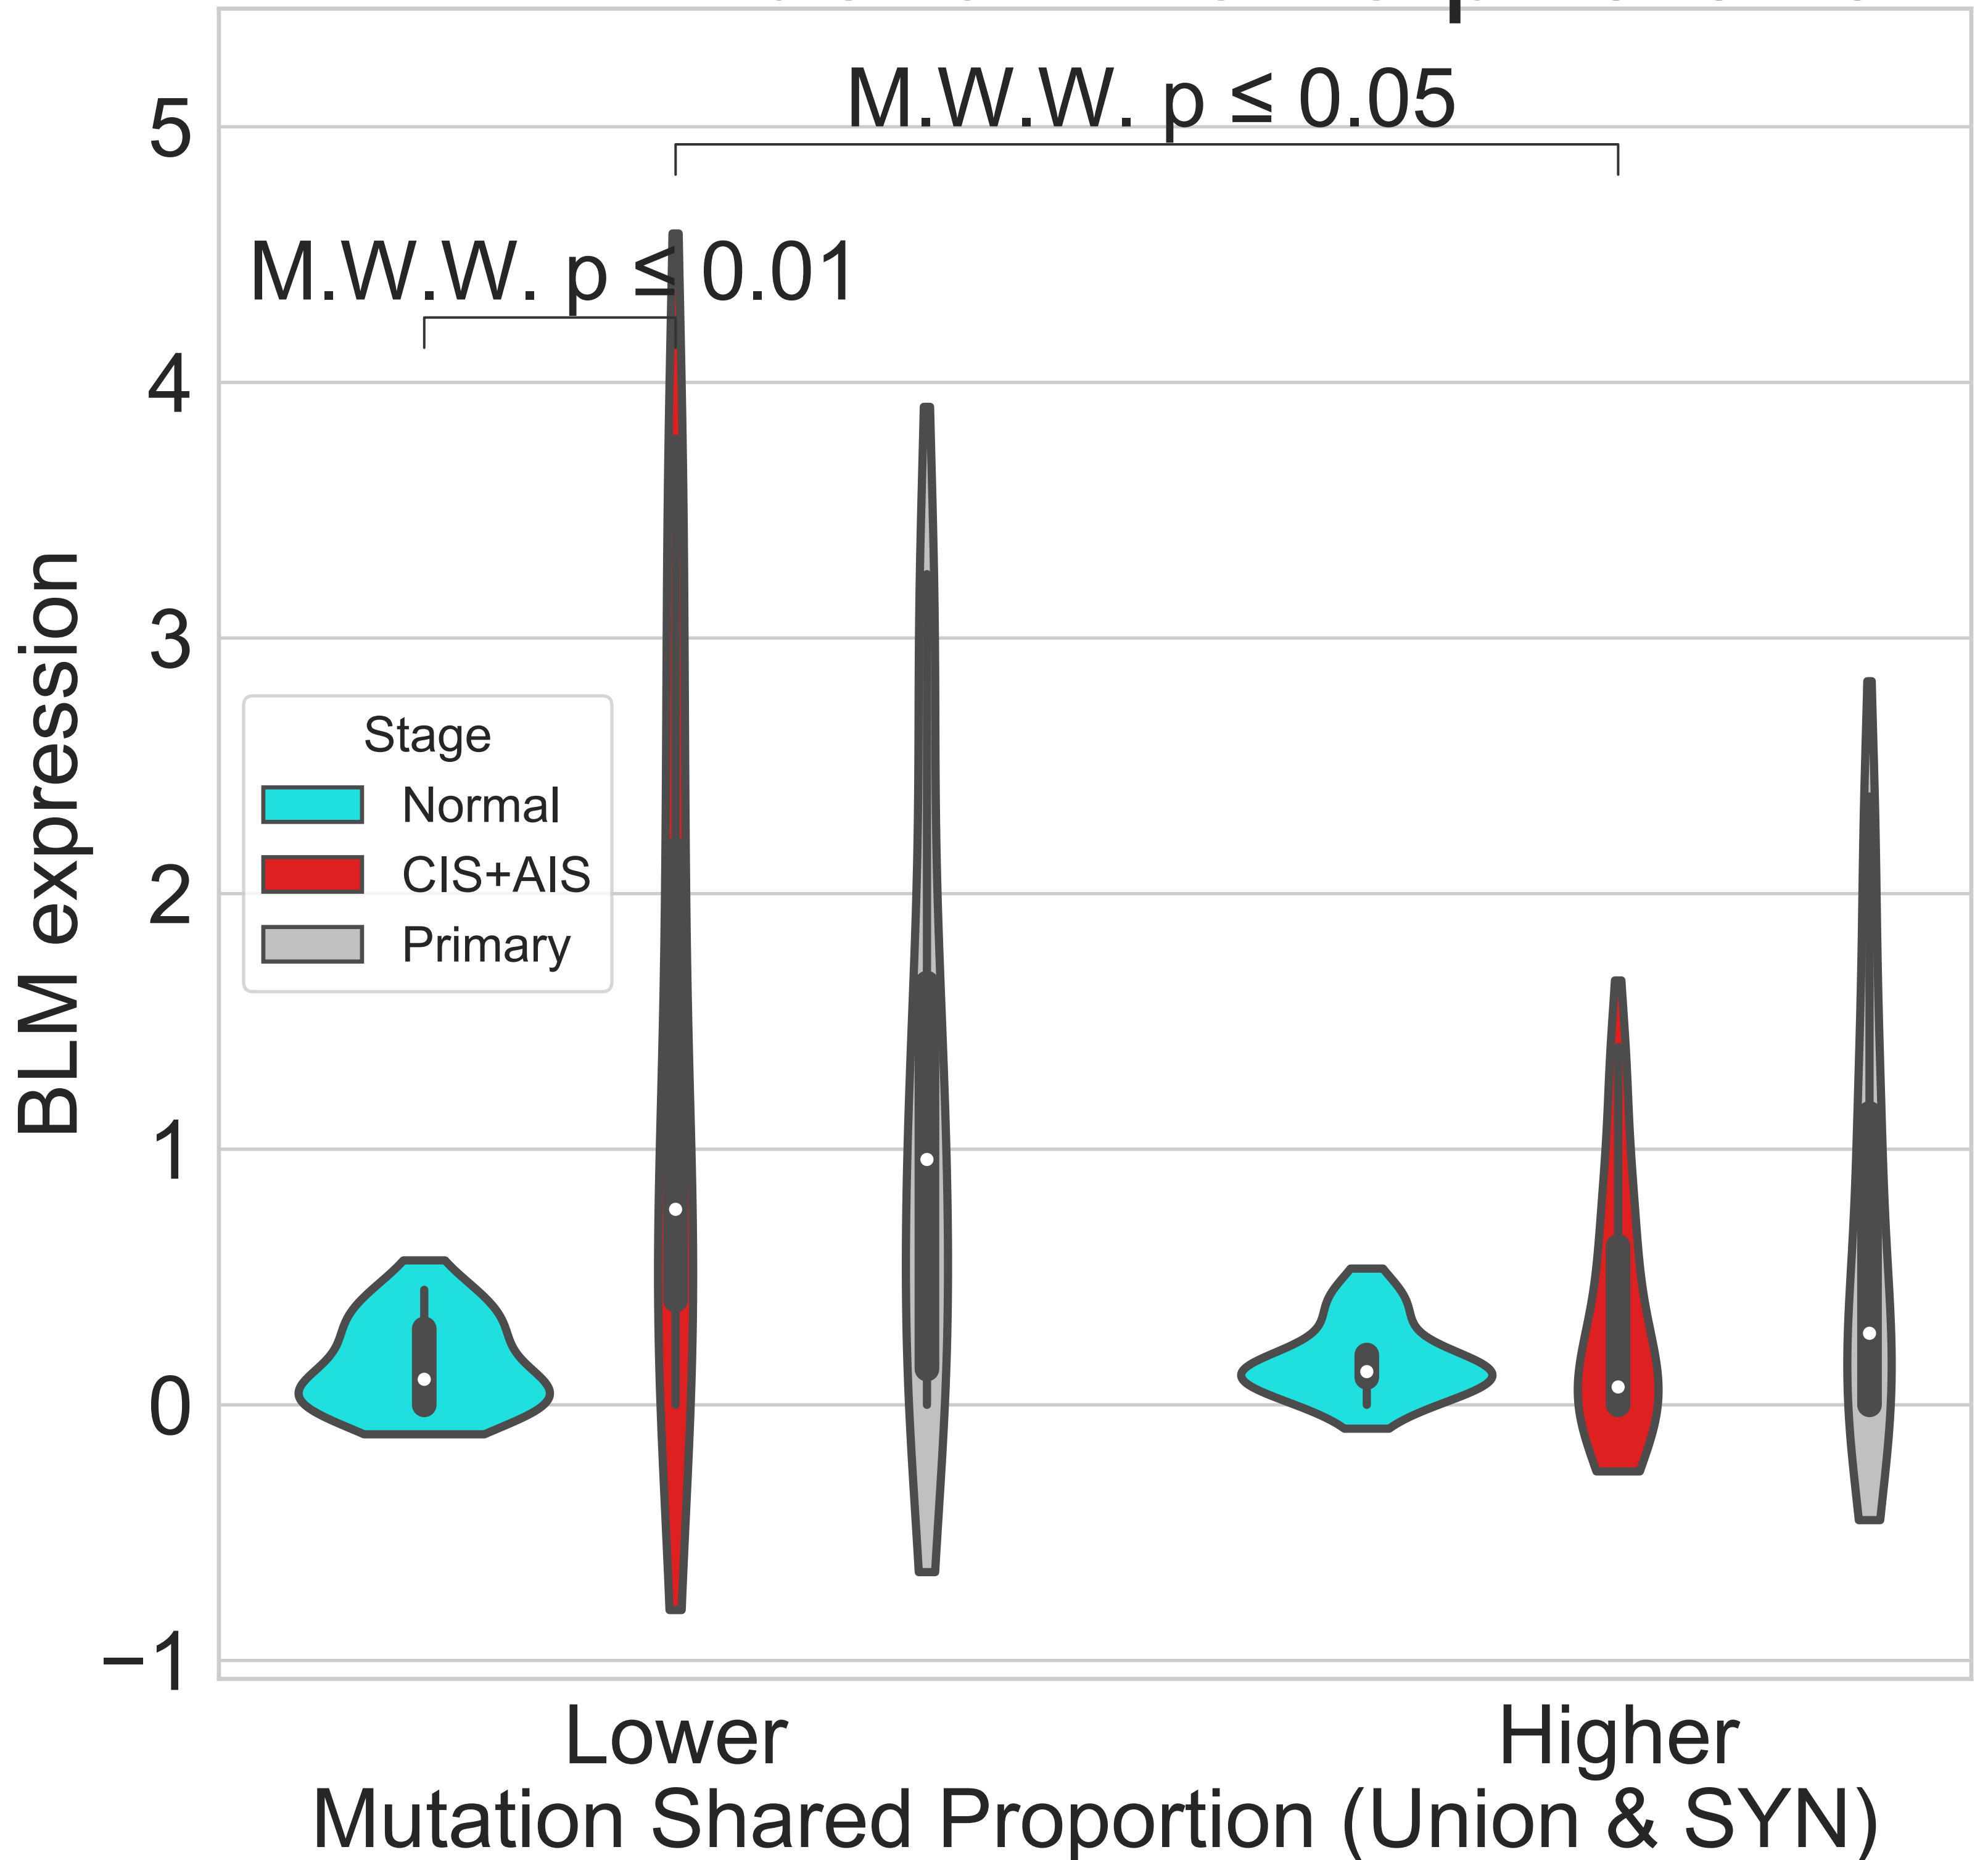 M.W.W. p ≤ 0.05
M.W.W. p ≤ 0.01
5
4
3
2
1
0
−1
BLM expression
Stage
Normal
CIS+AIS
Primary
Lower
Higher
Mutation Shared Proportion (Union & SYN)